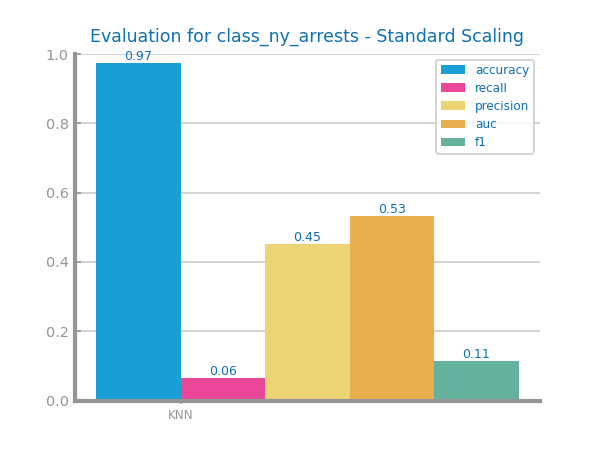 Evaluation for class_ny_arrests - Standard Scaling
1.0
0.8
0.6
0.4
0.2
0.0
0.97
0.06
0.45
0.53
0.11
accuracy
recall
precision
auc
f1
KNN